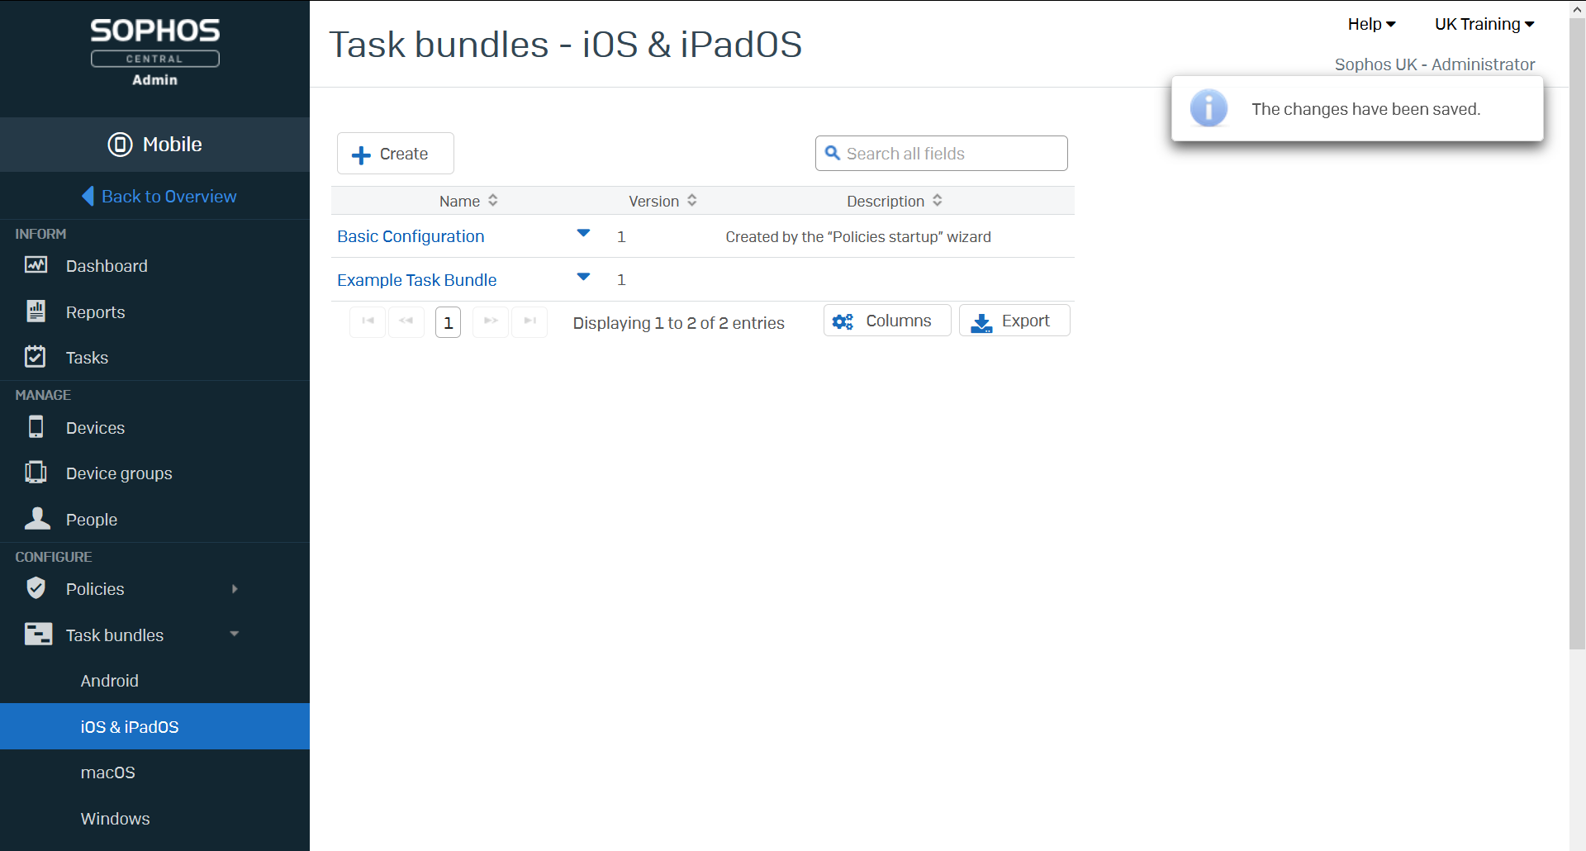 SOPHOS
CENTRAL
Admin
Mobile
Back to Overview
INFORM
Dashboard
Reports
Tasks
MANAGE
Devices
Device groups
People
CONFIGURE
Policies
Task bundles
Android
iOS & iPadOS
macOS
Windows
Task bundles - iOS & iPadOS
Help
UK Training
Sophos UK - Administrator
The changes have been saved.
Create
Search all fields
Name Version Description
Basic Configuration 1 Created by the “Policies startup” wizard
Example Task Bundle 1
1 Displaying 1 to 2 of 2 entries Columns Export